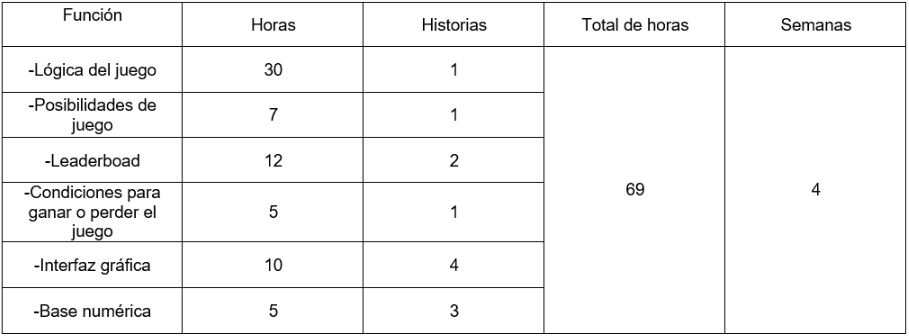 Función Horas Historias Total de horas Semanas
-Lógica del juego 30 1
-Posibilidades de
juego 7 1
-Leaderboad 12 2
69 4
-Condiciones para
ganar o perder el
juego 5 1
-Interfaz gráfica 10 4
-Base numérica 5 3